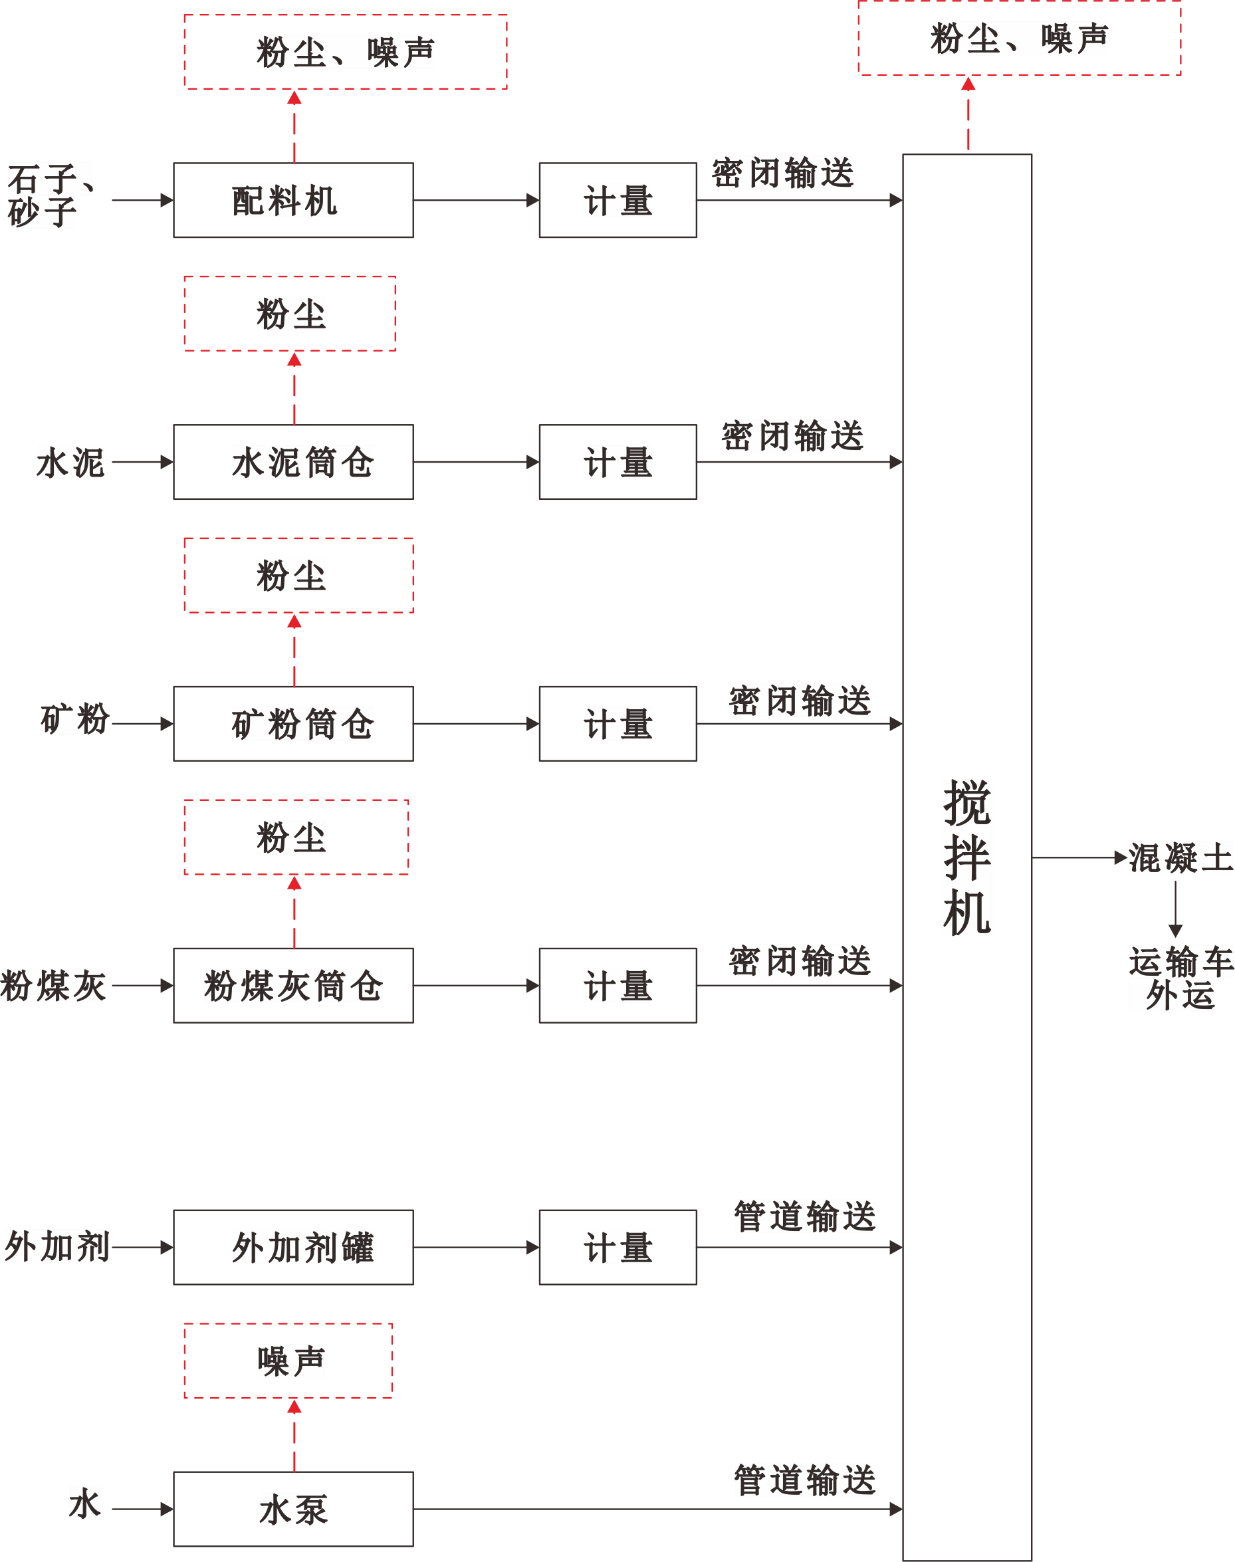 粉尘、噪声
粉尘、噪声
石子、
砂子
配料机
计量
密闭输送
粉尘
水泥
水泥筒仓
计量
密闭输送
粉尘
矿粉
矿粉筒仓
计量
密闭输送
搅拌机
粉尘
混凝土
粉煤灰
粉煤灰筒仓
计量
密闭输送
运输车
外运
外加剂
外加剂罐
计量
管道输送
噪声
水
水泵
管道输送